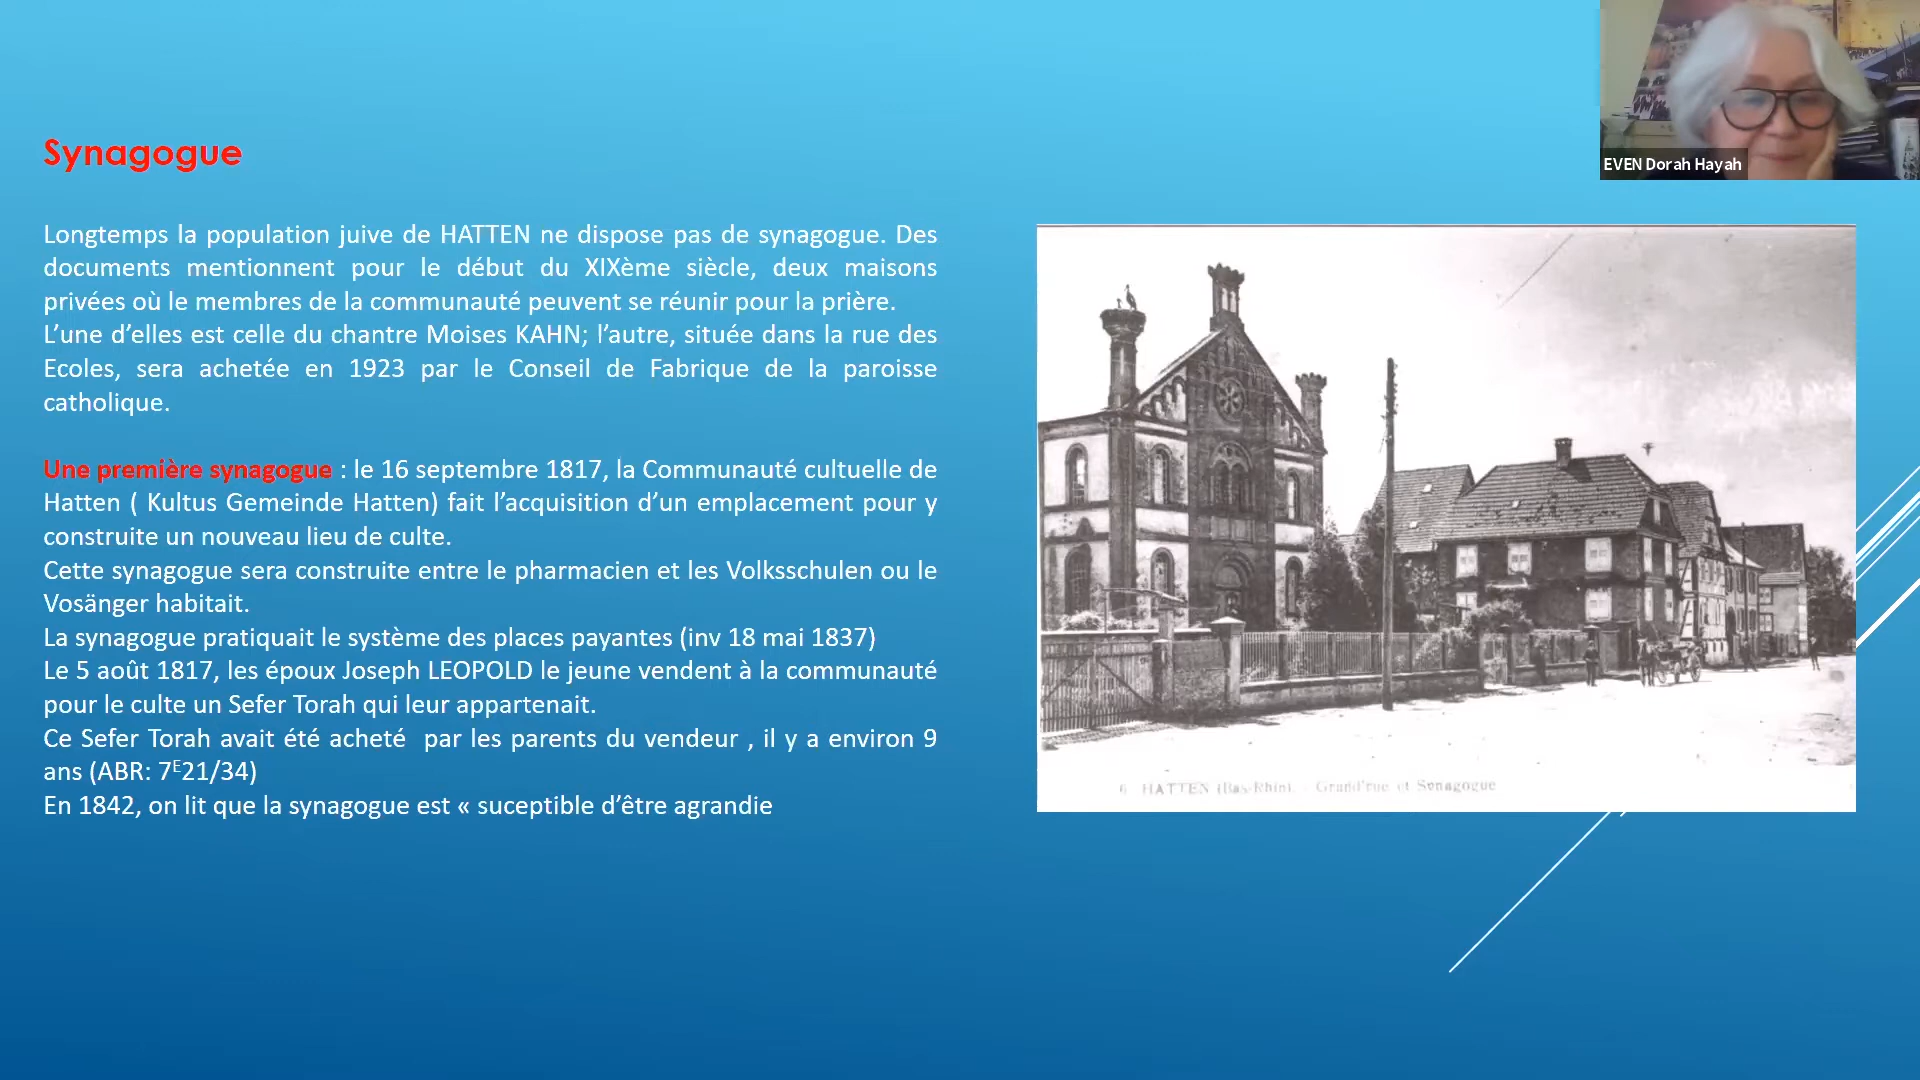 EVEN Dorah Hayah
Synagogue
Longtemps la population juive de HATTEN ne dispose pas de synagogue. Des
documents mentionnent pour le début du XIXème siècle, deux maisons
privées où le membres de la communauté peuvent se réunir pour la prière.
L’une d’elles est celle du chantre Moises KAHN; l’autre, située dans la rue des
Ecoles, sera achetée en 1923 par le Conseil de Fabrique de la paroisse
catholique.
Une première synagogue : le 16 septembre 1817, la Communauté cultuelle de
Hatten ( Kultus Gemeinde Hatten) fait l’acquisition d’un emplacement pour y
construite un nouveau lieu de culte.
Cette synagogue sera construite entre le pharmacien et les Volksschulen ou le
Vosänger habitait.
La synagogue pratiquait le système des places payantes (inv 18 mai 1837)
Le 5 août 1817, les époux Joseph LEOPOLD le jeune vendent à la communauté
pour le culte un Sefer Torah qui leur appartenait.
Ce Sefer Torah avait été acheté  par les parents du vendeur , il y a environ 9
ans (ABR: 7ᴱ21/34)
En 1842, on lit que la synagogue est « suceptible d’être agrandie
6. HATTEN (Bas-Rhin). - Grand'rue et Synagogue